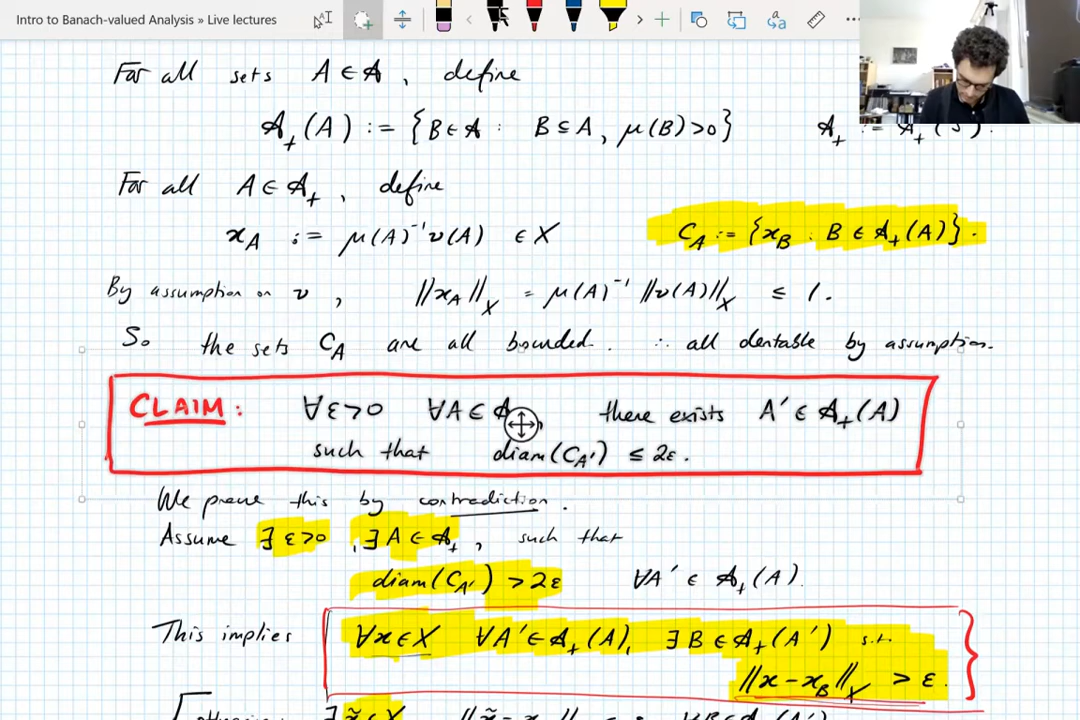 Intro to Banach-valued Analysis » Live lectures
For all sets A ∈ 𝒜, define
𝒜₊(A) := {B ∈ 𝒜 : B ⊆ A, μ(B) > 0}
For all A ∈ 𝒜₊, define
x_A := μ(A)⁻¹ν(A) ∈ X C_A := {x_B : B ∈ 𝒜₊(A)}.
By assumption on ν, ‖x_A‖_X = μ(A)⁻¹ ‖ν(A)‖_X ≤ 1.
So the sets C_A are all bounded. ∴ all dentable by assumption.
CLAIM: ∀ε>0 ∀A ∈ 𝒜 there exists A′ ∈ 𝒜₊(A)
such that diam(C_A′) ≤ 2ε.
We prove this by contradiction.
Assume ∃ ε>0, ∃ A ∈ 𝒜₊, such that
diam(C_A′) > 2ε ∀A′ ∈ 𝒜₊(A).
This implies ∀x∈X ∀A′∈𝒜₊(A), ∃ B ∈ 𝒜₊(A′) s.t.
‖x − x_B‖_X > ε.